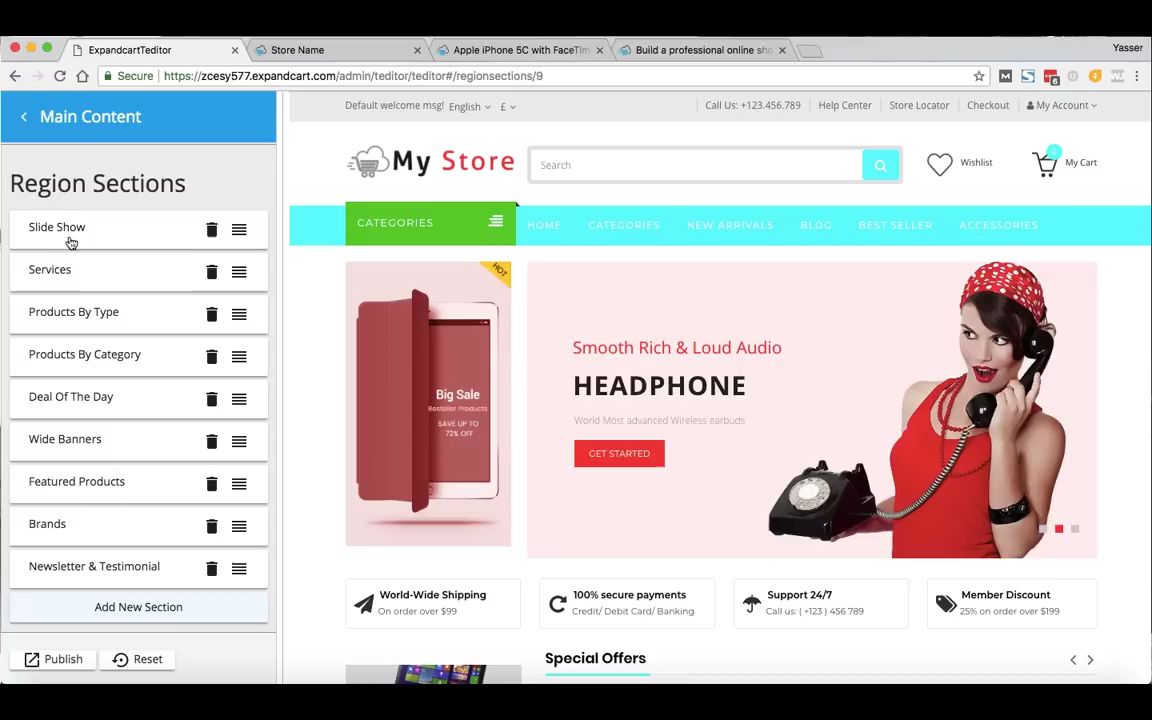 ExpandcartTeditor
Store Name
Apple iPhone 5C with FaceTim
Build a professional online sho
Yasser
Secure
https://zcesy577.expandcart.com/admin/teditor/teditor#/regionsections/9
6
Main Content
Region Sections
Slide Show
Services
Products By Type
Products By Category
Deal Of The Day
Wide Banners
Featured Products
Brands
Newsletter & Testimonial
Add New Section
Publish
Reset
Default welcome msg!
English
£
Call Us: +123.456.789
Help Center
Store Locator
Checkout
My Account
My Store
Search
Wishlist
0
My Cart
CATEGORIES
HOME
CATEGORIES
NEW ARRIVALS
BLOG
BEST SELLER
ACCESSORIES
HOT
Big Sale
Bestseller Products
SAVE UP TO
72% OFF
Smooth Rich & Loud Audio
HEADPHONE
World Most advanced Wireless earbuds
GET STARTED
World-Wide Shipping
On order over $99
100% secure payments
Credit/ Debit Card/ Banking
Support 24/7
Call us: ( +123 ) 456 789
Member Discount
25% on order over $199
Special Offers